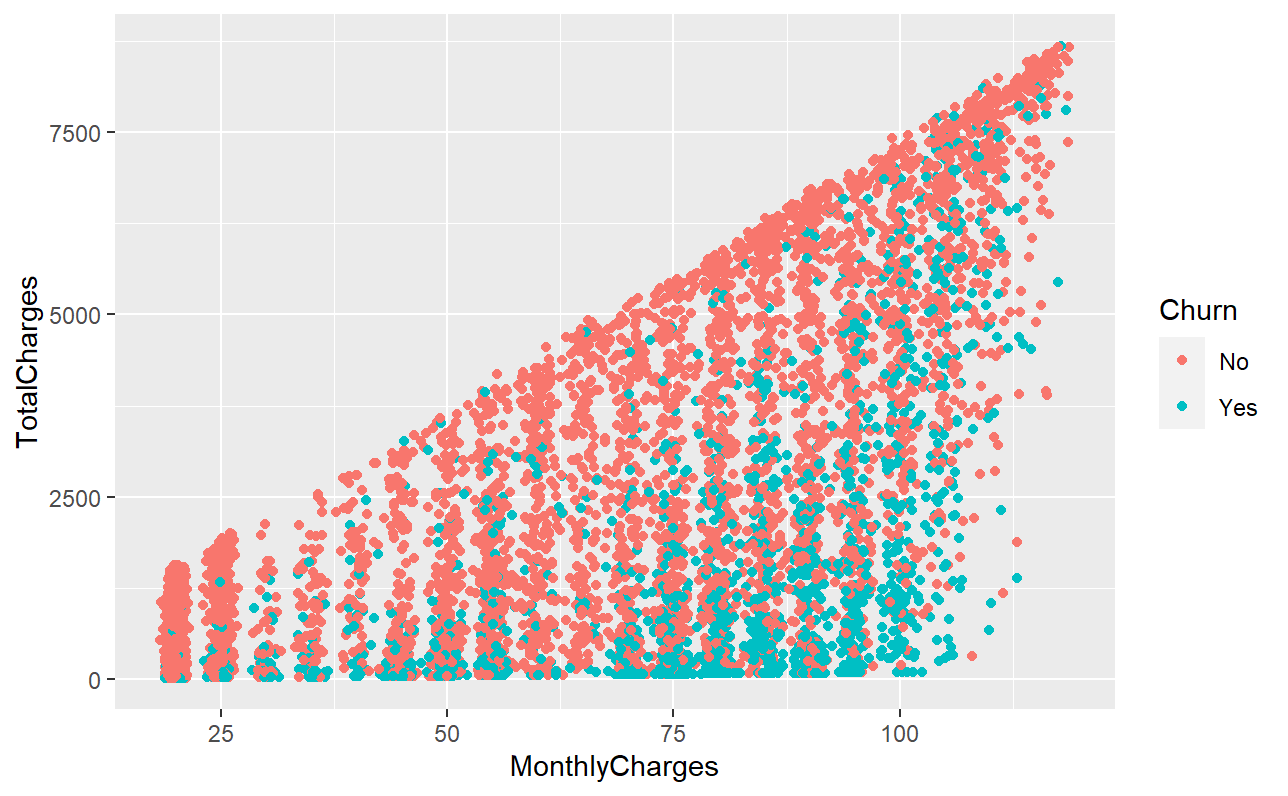 7500
5000
2500
0
TotalCharges
25 50 75 100
MonthlyCharges
Churn
No
Yes